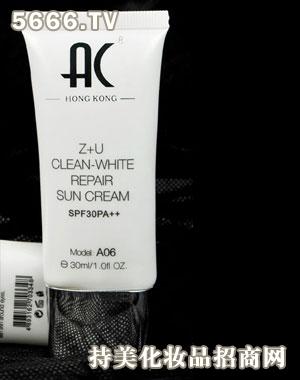 5666.TV
AC
R
HONG KONG
Z+U
CLEAN-WHITE
REPAIR
SUN CREAM
SPF30PA++
Model: A06
℮ 30ml/1.0fl OZ.
持美化妆品招商网